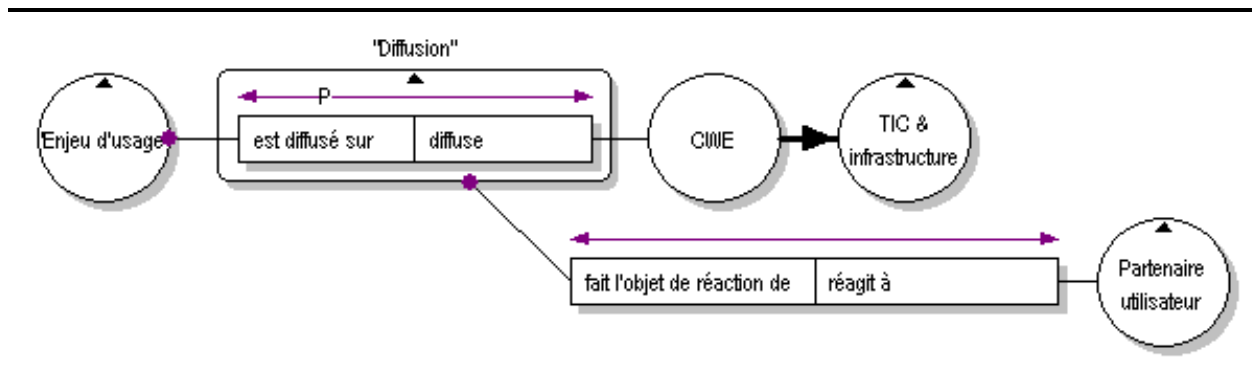 "Diffusion"
P
Enjeu d'usage
est diffusé sur
diffuse
CWE
TIC &
infrastructure
fait l'objet de réaction de
réagit à
Partenaire
utilisateur